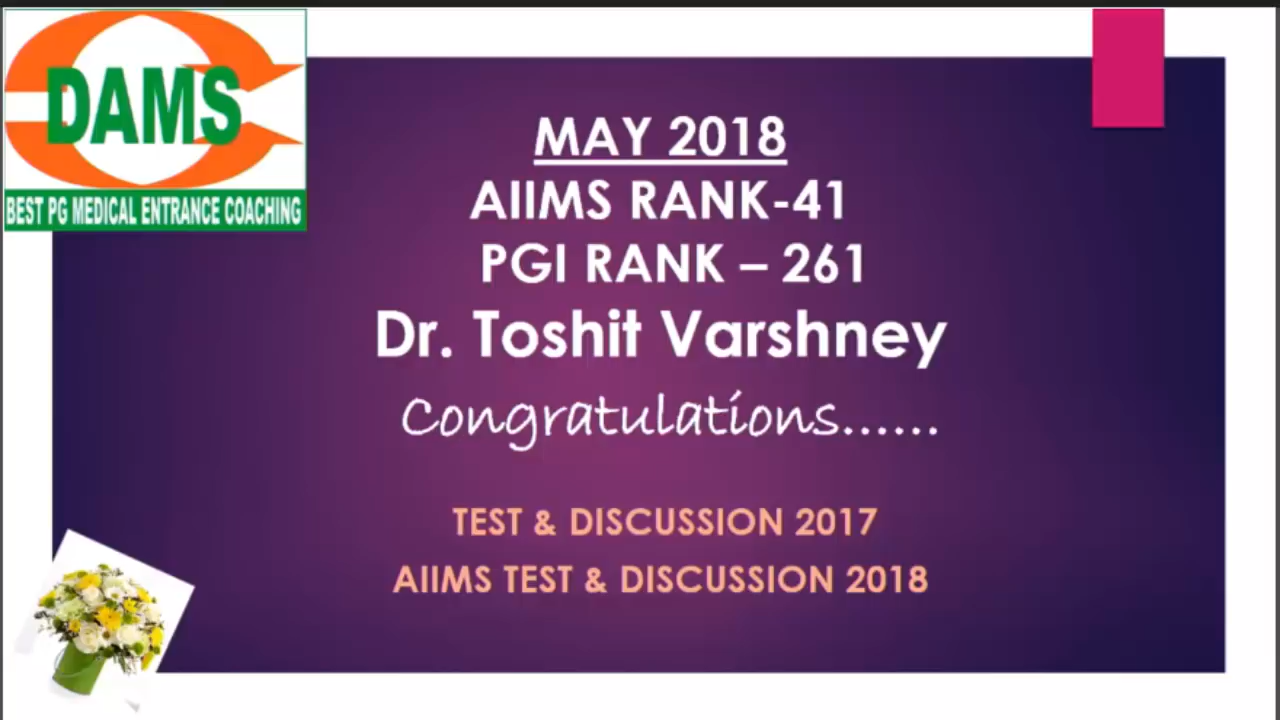 DAMS
BEST PG MEDICAL ENTRANCE COACHING
MAY 2018
AIIMS RANK-41
PGI RANK – 261
Dr. Toshit Varshney
Congratulations......
TEST & DISCUSSION 2017
AIIMS TEST & DISCUSSION 2018